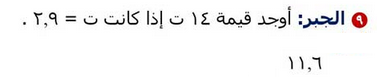 ٩ الجبر: أوجد قيمة ١٤ ت إذا كانت ت = ٢,٩ .
١١,٦